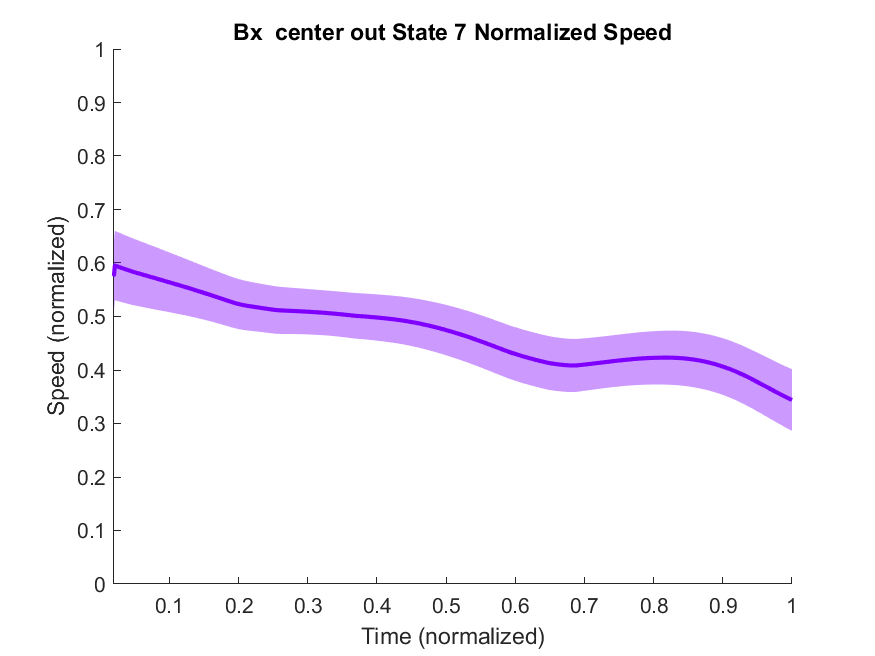 Bx  center out State 7 Normalized Speed
1
0.9
0.8
0.7
0.6
0.5
0.4
0.3
0.2
0.1
0
Speed (normalized)
0.1 0.2 0.3 0.4 0.5 0.6 0.7 0.8 0.9 1
Time (normalized)